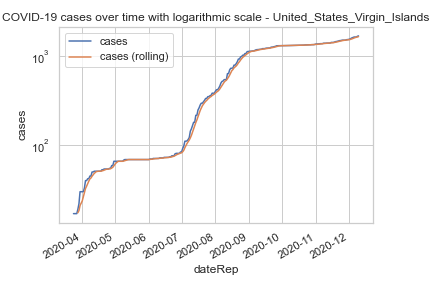 COVID-19 cases over time with logarithmic scale - United_States_Virgin_Islands
cases
cases (rolling)
10³
10²
cases
2020-04
2020-05
2020-06
2020-07
2020-08
2020-09
2020-10
2020-11
2020-12
dateRep